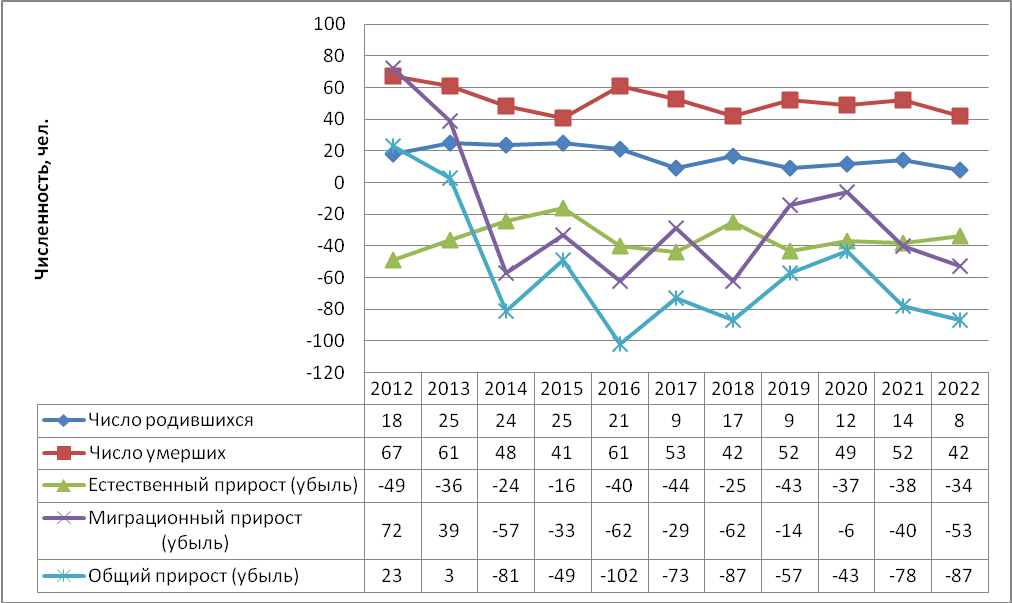 Численность, чел.
100
80
60
40
20
0
-20
-40
-60
-80
-100
-120
2012 2013 2014 2015 2016 2017 2018 2019 2020 2021 2022
Число родившихся 18 25 24 25 21 9 17 9 12 14 8
Число умерших 67 61 48 41 61 53 42 52 49 52 42
Естественный прирост (убыль) -49 -36 -24 -16 -40 -44 -25 -43 -37 -38 -34
Миграционный прирост
(убыль) 72 39 -57 -33 -62 -29 -62 -14 -6 -40 -53
Общий прирост (убыль) 23 3 -81 -49 -102 -73 -87 -57 -43 -78 -87